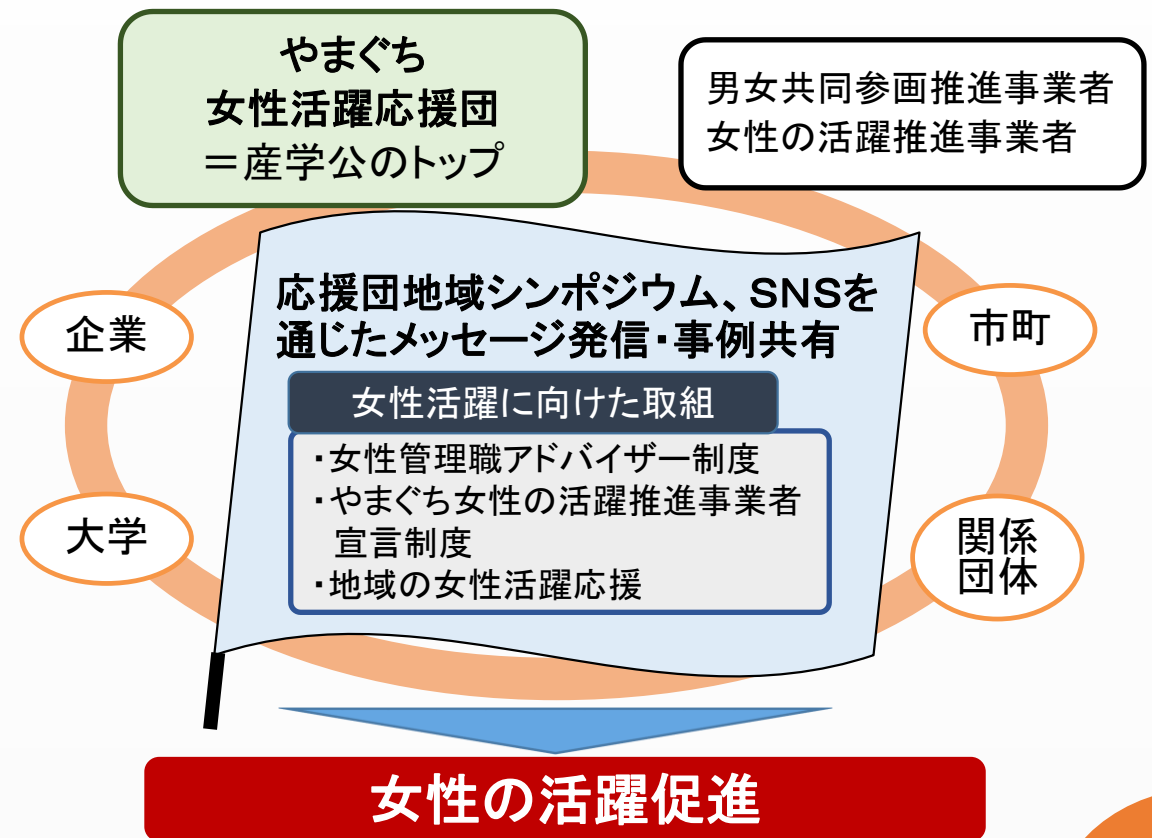 やまぐち
女性活躍応援団
＝産学公のトップ
男女共同参画推進事業者
女性の活躍推進事業者
応援団地域シンポジウム、ＳＮＳを
通じたメッセージ発信・事例共有
女性活躍に向けた取組
・女性管理職アドバイザー制度
・やまぐち女性の活躍推進事業者
宣言制度
・地域の女性活躍応援
企業
市町
大学
関係
団体
女性の活躍促進